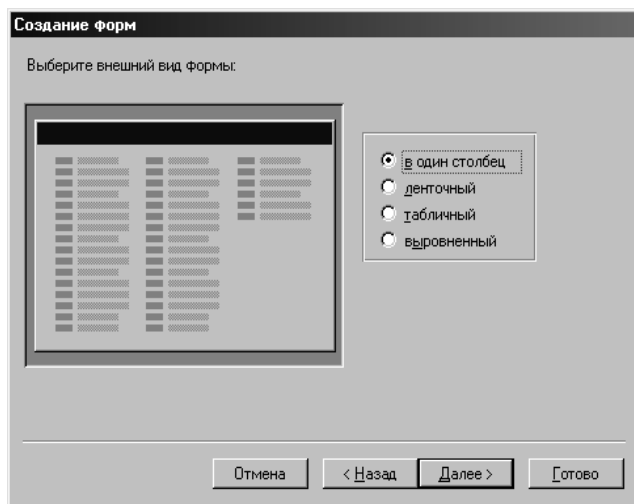 Создание форм
Выберите внешний вид формы:
в один столбец
ленточный
табличный
выровненный
Отмена
< Назад
Далее >
Готово